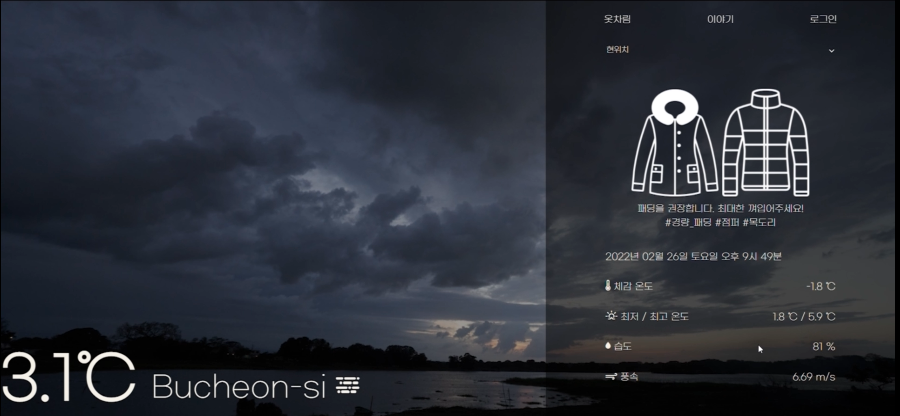 옷차림 이야기 로그인
현위치
패딩을 권장합니다. 최대한 껴입어주세요!
#경량_패딩 #점퍼 #목도리
2022년 02월 26일 토요일 오후 9시 49분
체감 온도 -1.8 ℃
최저 / 최고 온도 1.8 ℃ / 5.9 ℃
습도 81 %
풍속 6.69 m/s
3.1℃ Bucheon-si